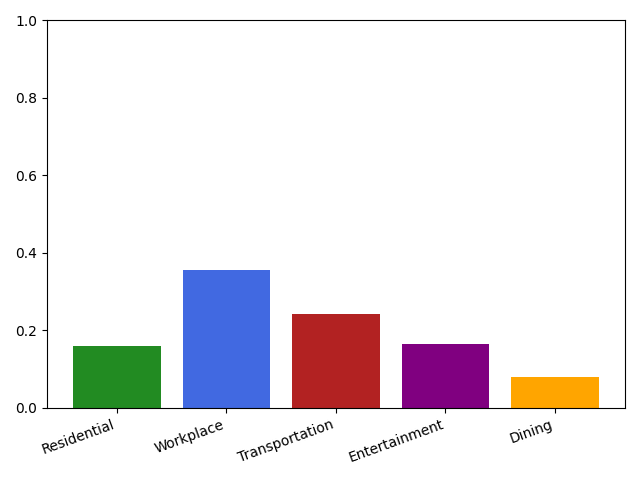 1.0
0.8
0.6
0.4
0.2
0.0
Residential
Workplace
Transportation
Entertainment
Dining